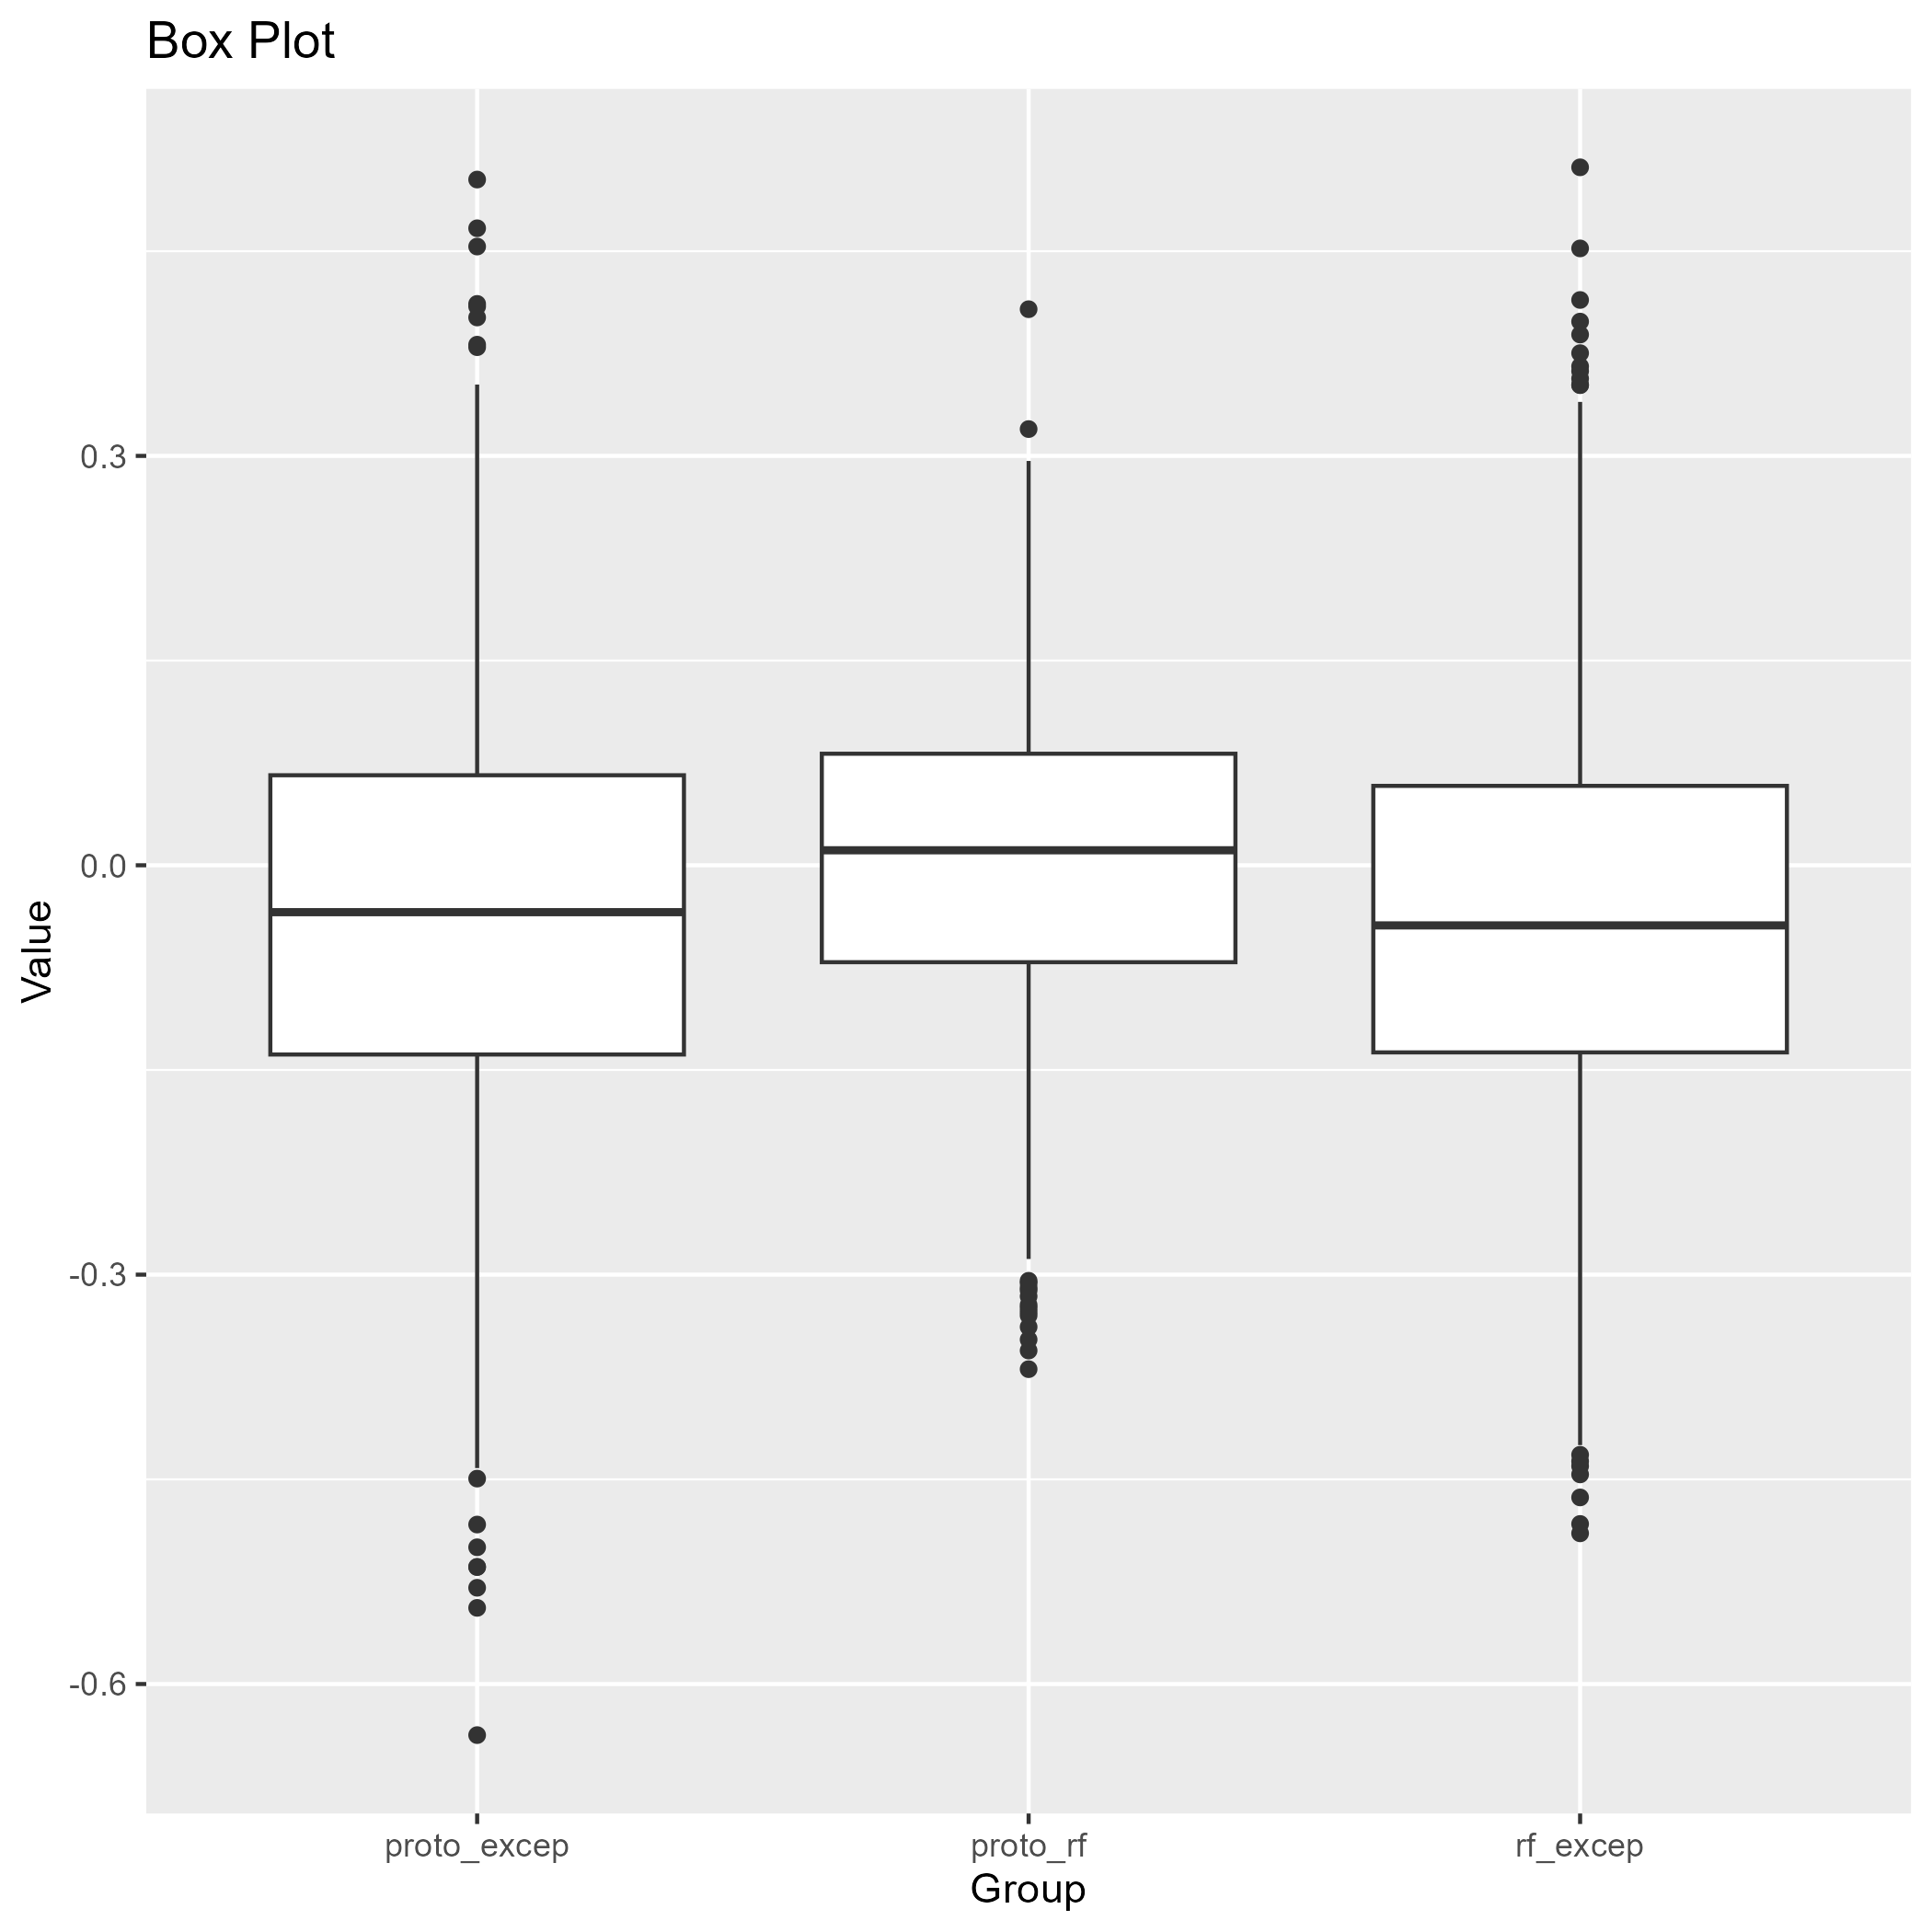 Box Plot
0.3
0.0
-0.3
-0.6
Value
proto_excep proto_rf rf_excep
Group